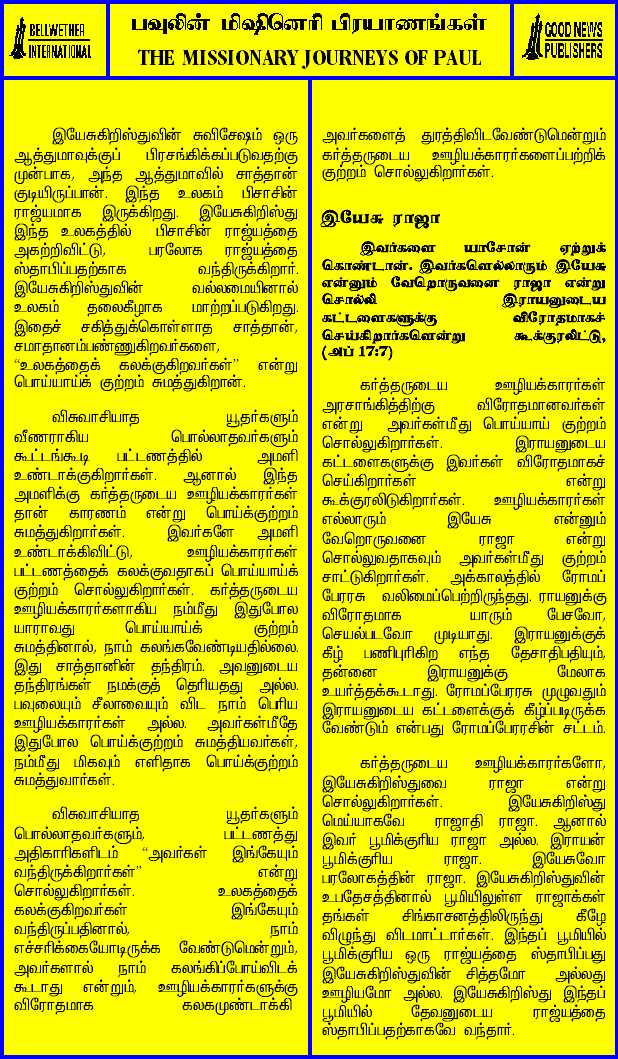 BELLWETHER
INTERNATIONAL
பவுலின் மிஷினெரி பிரயாணங்கள்
THE MISSIONARY JOURNEYS OF PAUL
GOOD NEWS
PUBLISHERS
இயேசுகிறிஸ்துவின் சுவிசேஷம் ஒரு
ஆத்துமாவுக்குப் பிரசங்கிக்கப்படுவதற்கு
முன்பாக, அந்த ஆத்துமாவில் சாத்தான்
குடியிருப்பான். இந்த உலகம் பிசாசின்
ராஜ்யமாக இருக்கிறது. இயேசுகிறிஸ்து
இந்த உலகத்தில் பிசாசின் ராஜ்யத்தை
அகற்றிவிட்டு, பரலோக ராஜ்யத்தை
ஸ்தாபிப்பதற்காக வந்திருக்கிறார்.
இயேசுகிறிஸ்துவின் வல்லமையினால்
உலகம் தலைகீழாக மாற்றப்படுகிறது.
இதைச் சகித்துக்கொள்ளாத சாத்தான்,
சமாதானம்பண்ணுகிறவர்களை,
“உலகத்தைக் கலக்குகிறவர்கள்” என்று
பொய்யாய்க் குற்றம் சுமத்துகிறான்.
விசுவாசியாத யூதர்களும்
வீணராகிய பொல்லாதவர்களும்
கூட்டங்கூடி பட்டணத்தில் அமளி
உண்டாக்குகிறார்கள். ஆனால் இந்த
அமளிக்கு கர்த்தருடைய ஊழியக்காரர்கள்
தான் காரணம் என்று பொய்க்குற்றம்
சுமத்துகிறார்கள். இவர்களே அமளி
உண்டாக்கிவிட்டு, ஊழியக்காரர்கள்
பட்டணத்தைக் கலக்குவதாகப் பொய்யாய்க்
குற்றம் சொல்லுகிறார்கள். கர்த்தருடைய
ஊழியக்காரர்களாகிய நம்மீது இதுபோல
யாராவது பொய்யாய்க் குற்றம்
சுமத்தினால், நாம் கலங்கவேண்டியதில்லை.
இது சாத்தானின் தந்திரம். அவனுடைய
தந்திரங்கள் நமக்குத் தெரியதது அல்ல.
பவுலையும் சீலாவையும் விட நாம் பெரிய
ஊழியக்காரர்கள் அல்ல. அவர்கள்மீதே
இதுபோல பொய்க்குற்றம் சுமத்தியவர்கள்,
நம்மீது மிகவும் எளிதாக பொய்க்குற்றம்
சுமத்துவார்கள்.
விசுவாசியாத யூதர்களும்
பொல்லாதவர்களும், பட்டணத்து
அதிகாரிகளிடம் “அவர்கள் இங்கேயும்
வந்திருக்கிறார்கள்” என்று
சொல்லுகிறார்கள். உலகத்தைக்
கலக்குகிறவர்கள் இங்கேயும்
வந்திருப்பதினால், நாம்
எச்சரிக்கையோடிருக்க வேண்டுமென்றும்,
அவர்களால் நாம் கலங்கிப்போய்விடக்
கூடாது என்றும், ஊழியக்காரர்களுக்கு
விரோதமாக கலகமுண்டாக்கி
அவர்களைத் துரத்திவிடவேண்டுமென்றும்
கர்த்தருடைய ஊழியக்காரர்களைப்பற்றிக்
குற்றம் சொல்லுகிறார்கள்.
இயேசு ராஜா
இவர்களை யாசோன் ஏற்றுக்
கொண்டான். இவர்களெல்லாரும் இயேசு
என்னும் வேறொருவனை ராஜா என்று
சொல்லி இராயனுடைய
கட்டளைகளுக்கு விரோதமாகச்
செய்கிறார்களென்று கூக்குரலிட்டு,
(அப் 17:7)
கர்த்தருடைய ஊழியக்காரர்கள்
அரசாங்கித்திற்கு விரோதமானவர்கள்
என்று அவர்கள்மீது பொய்யாய் குற்றம்
சொல்லுகிறார்கள். இராயனுடைய
கட்டளைகளுக்கு இவர்கள் விரோதமாகச்
செய்கிறார்கள் என்று
கூக்குரலிடுகிறார்கள். ஊழியக்காரர்கள்
எல்லாரும் இயேசு என்னும்
வேறொருவனை ராஜா என்று
சொல்லுவதாகவும் அவர்கள்மீது குற்றம்
சாட்டுகிறார்கள். அக்காலத்தில் ரோமப்
பேரரசு வலிமைப்பெற்றிருந்தது. ராயனுக்கு
விரோதமாக யாரும் பேசவோ,
செயல்படவோ முடியாது. இராயனுக்குக்
கீழ் பணிபுரிகிற எந்த தேசாதிபதியும்,
தன்னை இராயனுக்கு மேலாக
உயர்த்தக்கூடாது. ரோமப்பேரரசு முழுவதும்
இராயனுடைய கட்டளைக்குக் கீழ்ப்படிருக்க
வேண்டும் என்பது ரோமப்பேரரசின் சட்டம்.
கர்த்தருடைய ஊழியக்காரர்களோ,
இயேசுகிறிஸ்துவை ராஜா என்று
சொல்லுகிறார்கள். இயேசுகிறிஸ்து
மெய்யாகவே ராஜாதி ராஜா. ஆனால்
இவர் பூமிக்குரிய ராஜா அல்ல. இராயன்
பூமிக்குரிய ராஜா. இயேசுவோ
பரலோகத்தின் ராஜா. இயேசுகிறிஸ்துவின்
உபதேசத்தினால் பூமியிலுள்ள ராஜாக்கள்
தங்கள் சிங்காசனத்திலிருந்து கீழே
விழுந்து விடமாட்டார்கள். இந்தப் பூமியில்
பூமிக்குரிய ஒரு ராஜ்யத்தை ஸ்தாபிப்பது
இயேசுகிறிஸ்துவின் சித்தமோ அல்லது
ஊழியமோ அல்ல. இயேசுகிறிஸ்து இந்தப்
பூமியில் தேவனுடைய ராஜ்யத்தை
ஸ்தாபிப்பதற்காகவே வந்தார்.